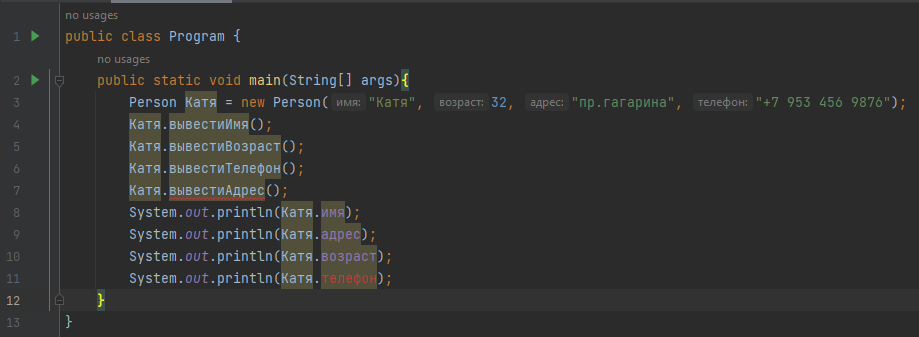 no usages
1 public class Program {
no usages
2 public static void main(String[] args){
3 Person Катя = new Person( имя: "Катя", возраст: 32, адрес: "пр.гагарина", телефон: "+7 953 456 9876");
4 Катя.вывестиИмя();
5 Катя.вывестиВозраст();
6 Катя.вывестиТелефон();
7 Катя.вывестиАдрес();
8 System.out.println(Катя.имя);
9 System.out.println(Катя.адрес);
10 System.out.println(Катя.возраст);
11 System.out.println(Катя.телефон);
12 }
13 }